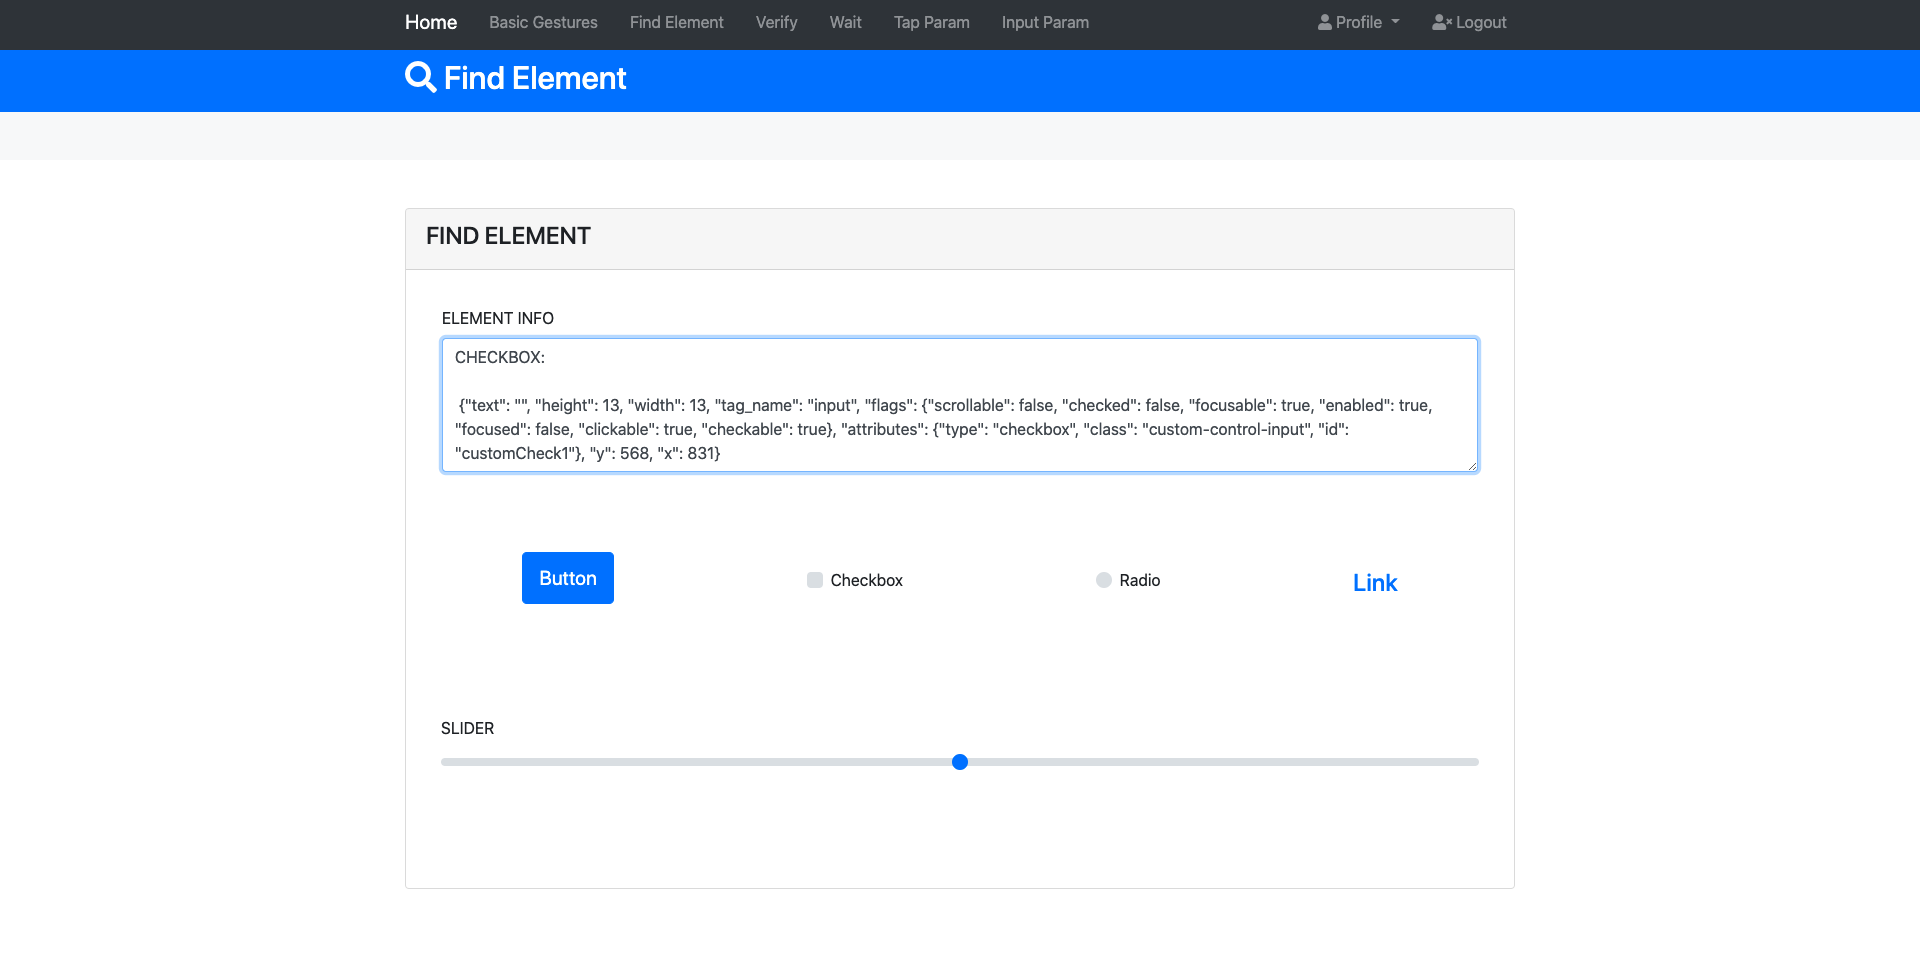 Home Basic Gestures Find Element Verify Wait Tap Param Input Param Profile Logout
Find Element
FIND ELEMENT
ELEMENT INFO
CHECKBOX:
{"text": "", "height": 13, "width": 13, "tag_name": "input", "flags": {"scrollable": false, "checked": false, "focusable": true, "enabled": true,
"focused": false, "clickable": true, "checkable": true}, "attributes": {"type": "checkbox", "class": "custom-control-input", "id":
"customCheck1"}, "y": 568, "x": 831}
Button Checkbox Radio Link
SLIDER